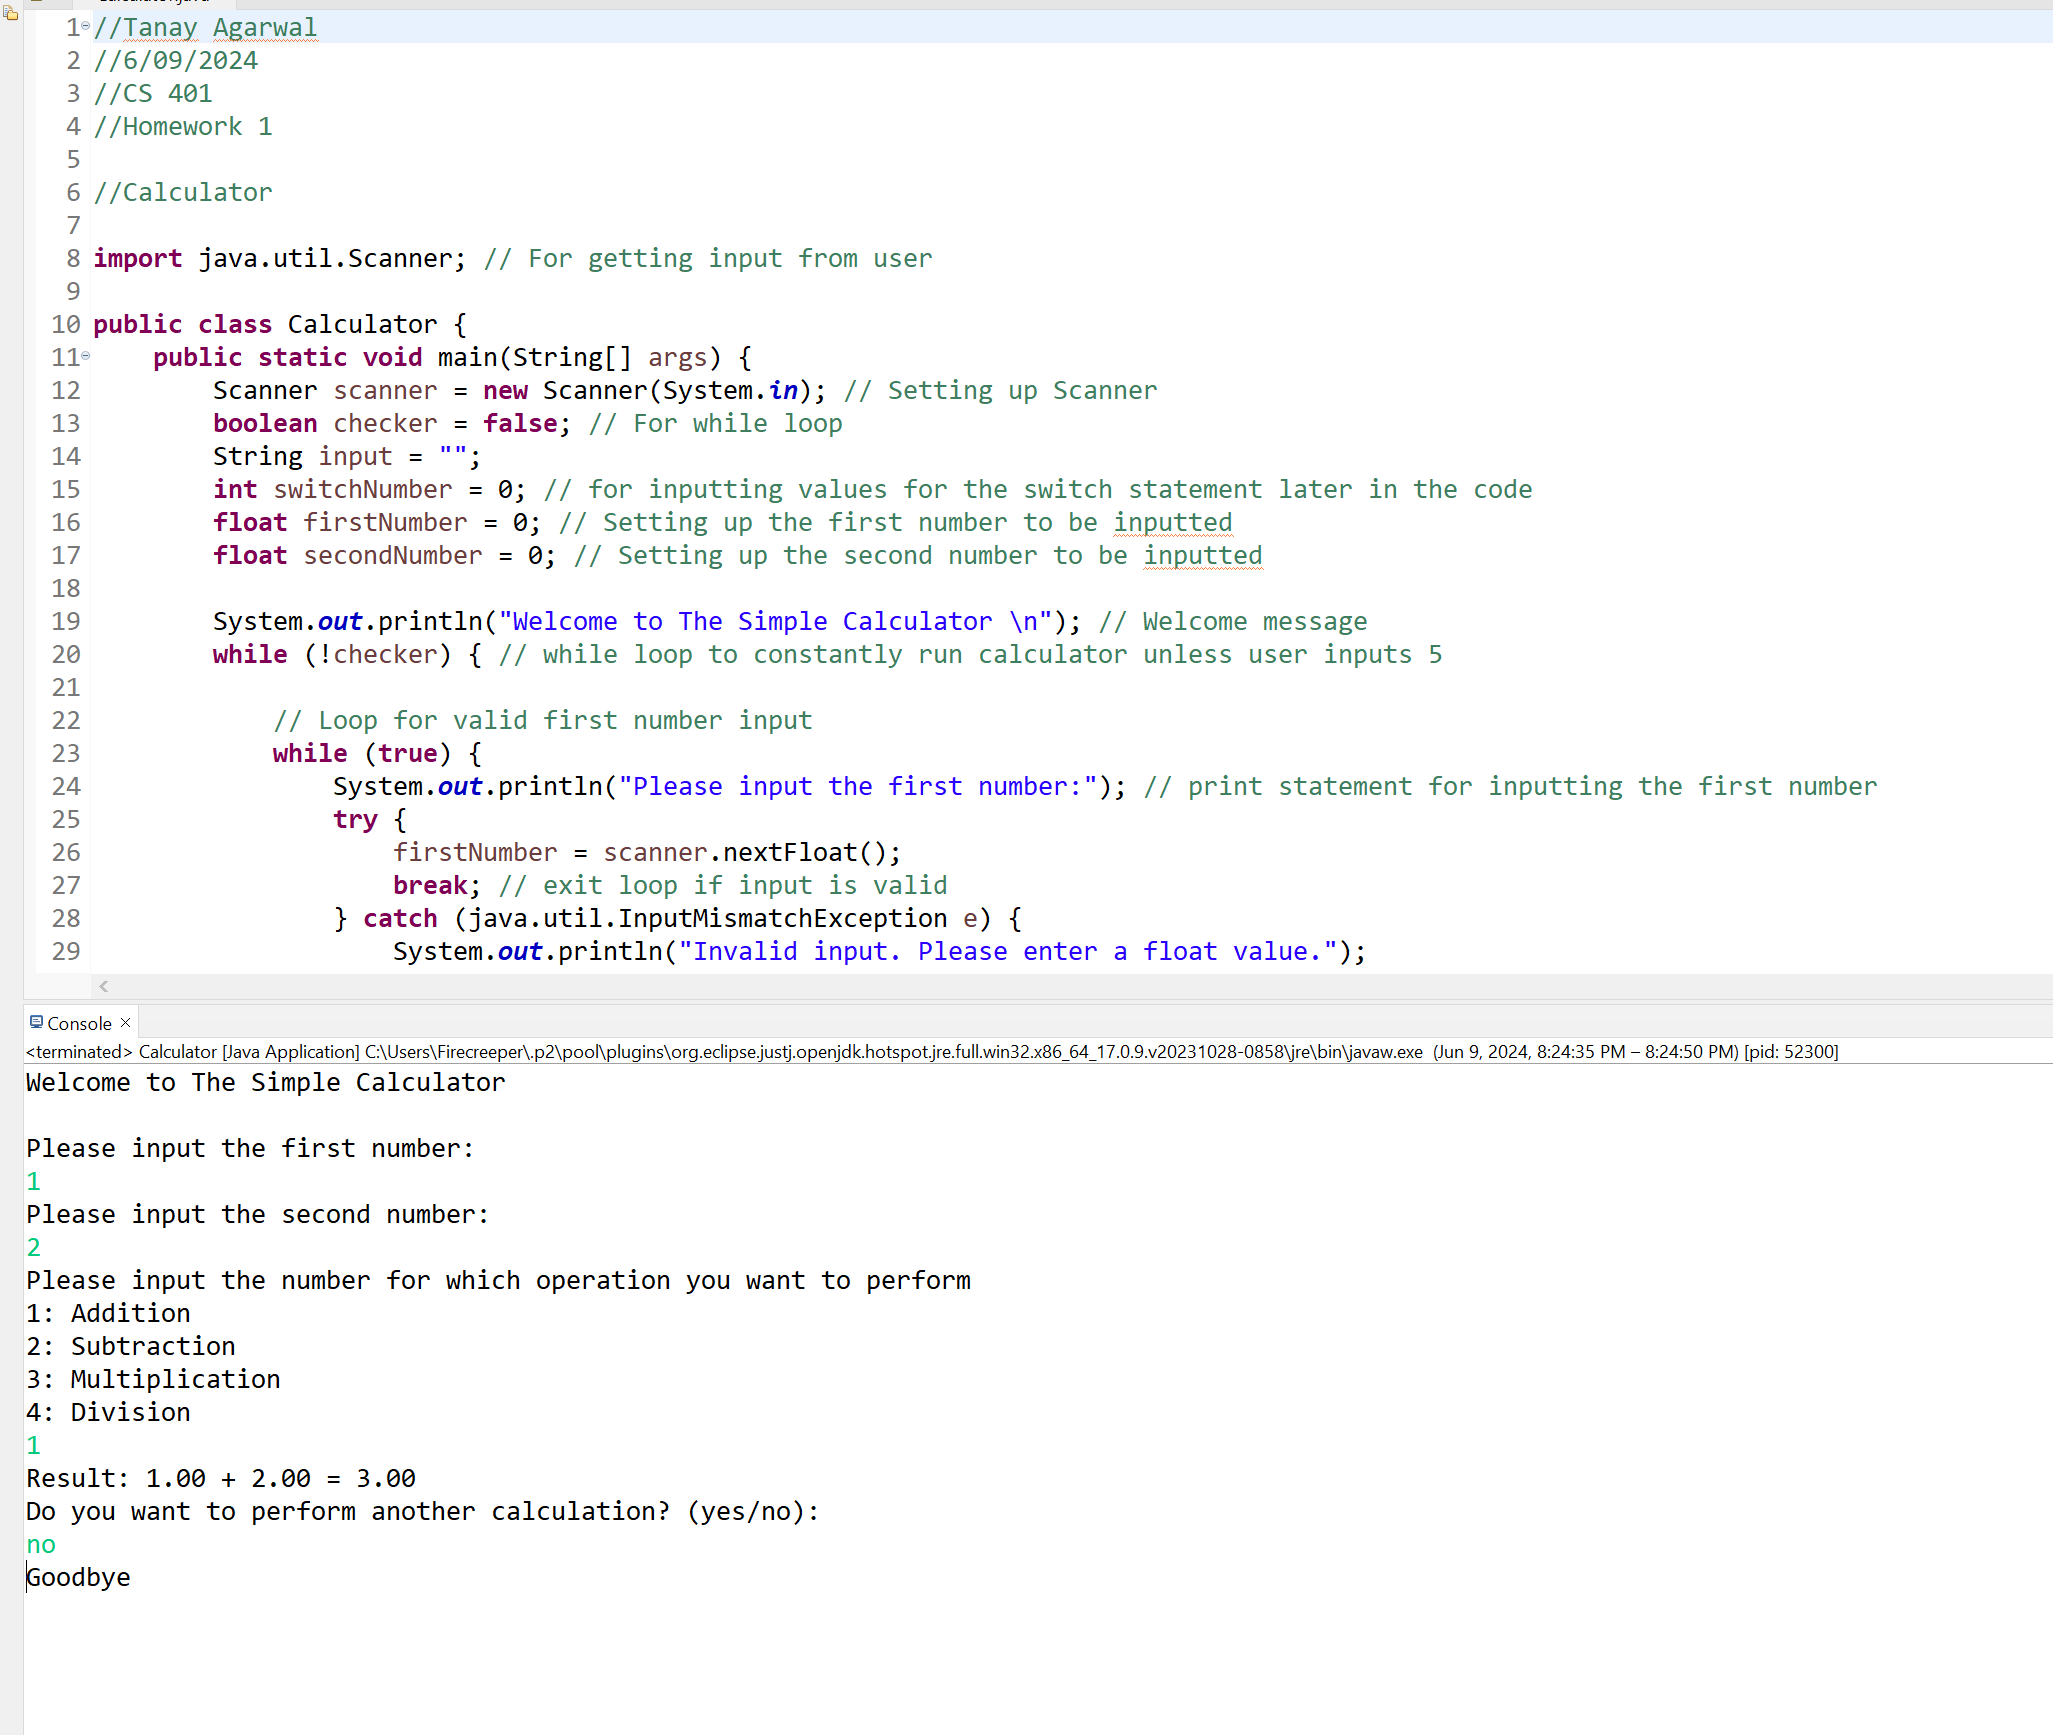 1 //Tanay Agarwal
2 //6/09/2024
3 //CS 401
4 //Homework 1
5
6 //Calculator
7
8 import java.util.Scanner; // For getting input from user
9
10 public class Calculator {
11     public static void main(String[] args) {
12         Scanner scanner = new Scanner(System.in); // Setting up Scanner
13         boolean checker = false; // For while loop
14         String input = "";
15         int switchNumber = 0; // for inputting values for the switch statement later in the code
16         float firstNumber = 0; // Setting up the first number to be inputted
17         float secondNumber = 0; // Setting up the second number to be inputted
18
19         System.out.println("Welcome to The Simple Calculator \n"); // Welcome message
20         while (!checker) { // while loop to constantly run calculator unless user inputs 5
21
22             // Loop for valid first number input
23             while (true) {
24                 System.out.println("Please input the first number:"); // print statement for inputting the first number
25                 try {
26                     firstNumber = scanner.nextFloat();
27                     break; // exit loop if input is valid
28                 } catch (java.util.InputMismatchException e) {
29                     System.out.println("Invalid input. Please enter a float value.");
Console
<terminated> Calculator [Java Application] C:\Users\Firecreeper\.p2\pool\plugins\org.eclipse.justj.openjdk.hotspot.jre.full.win32.x86_64_17.0.9.v20231028-0858\jre\bin\javaw.exe (Jun 9, 2024, 8:24:35 PM – 8:24:50 PM) [pid: 52300]
Welcome to The Simple Calculator

Please input the first number:
1
Please input the second number:
2
Please input the number for which operation you want to perform
1: Addition
2: Subtraction
3: Multiplication
4: Division
1
Result: 1.00 + 2.00 = 3.00
Do you want to perform another calculation? (yes/no):
no
Goodbye